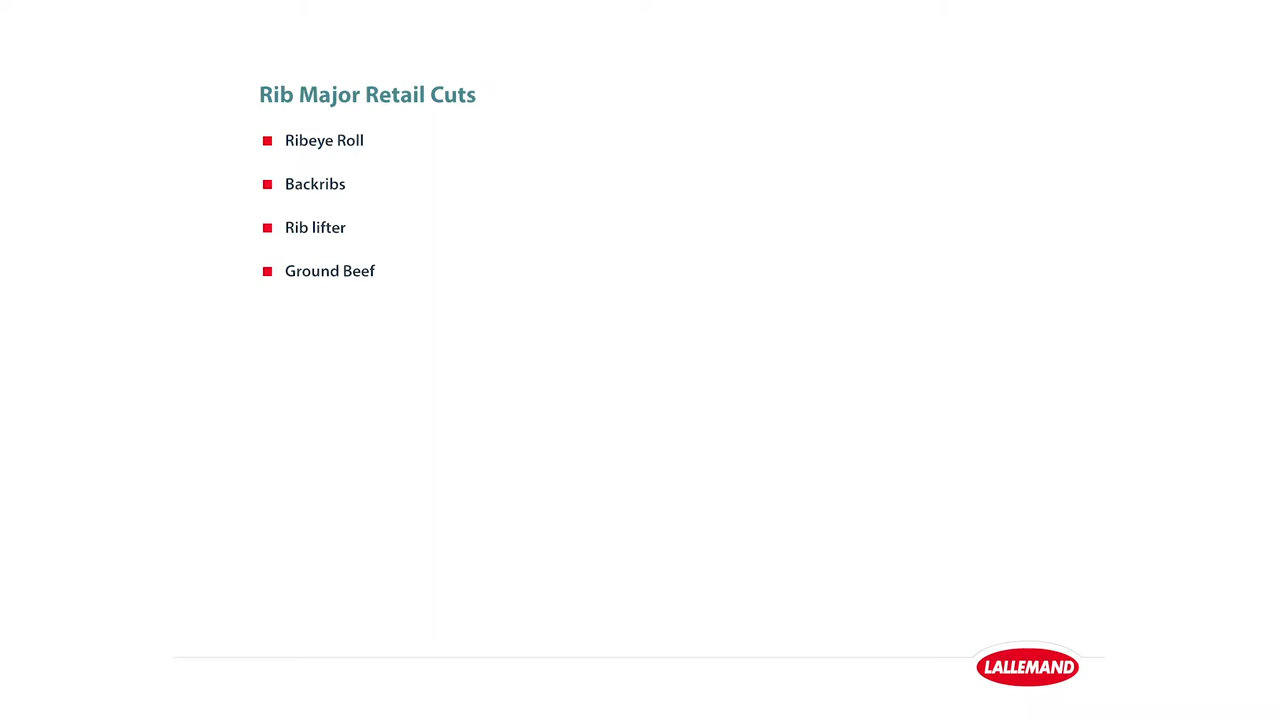 Rib Major Retail Cuts
Ribeye Roll
Backribs
Rib lifter
Ground Beef
LALLEMAND